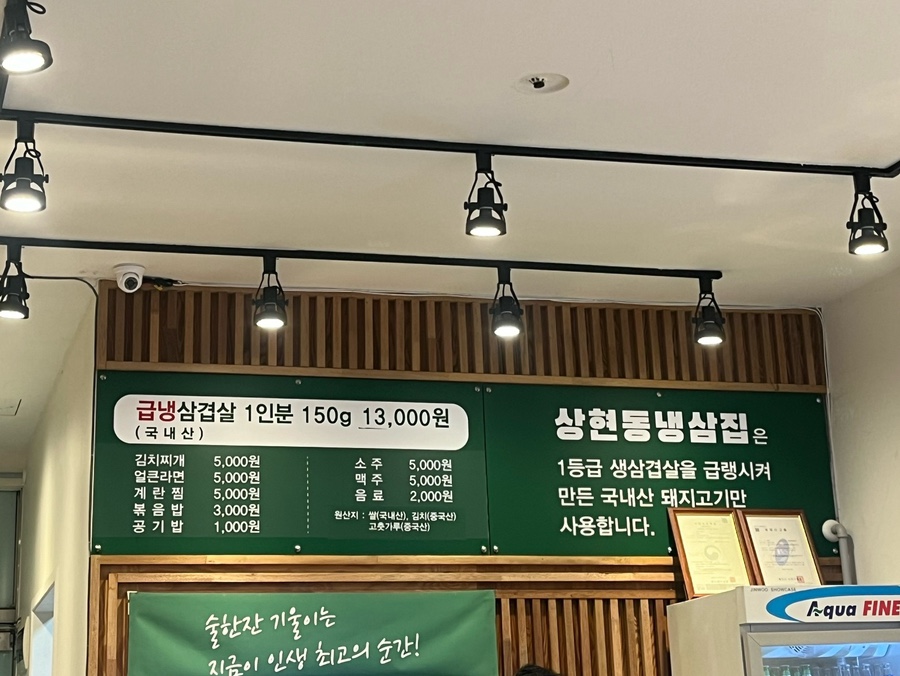 급냉삼겹살 1인분 150g 13,000원
(국내산)
김치찌개 5,000원
얼큰라면 5,000원
계란찜 5,000원
볶음밥 3,000원
공기밥 1,000원
소주 5,000원
맥주 5,000원
음료 2,000원
원산지 : 쌀(국내산), 김치(중국산)
고춧가루(중국산)
상현동냉삼집은
1등급 생삼겹살을 급랭시켜
만든 국내산 돼지고기만
사용합니다.
술한잔 기울이는
지금이 인생 최고의 순간!
JINWOO SHOWCASE
Aqua FINE